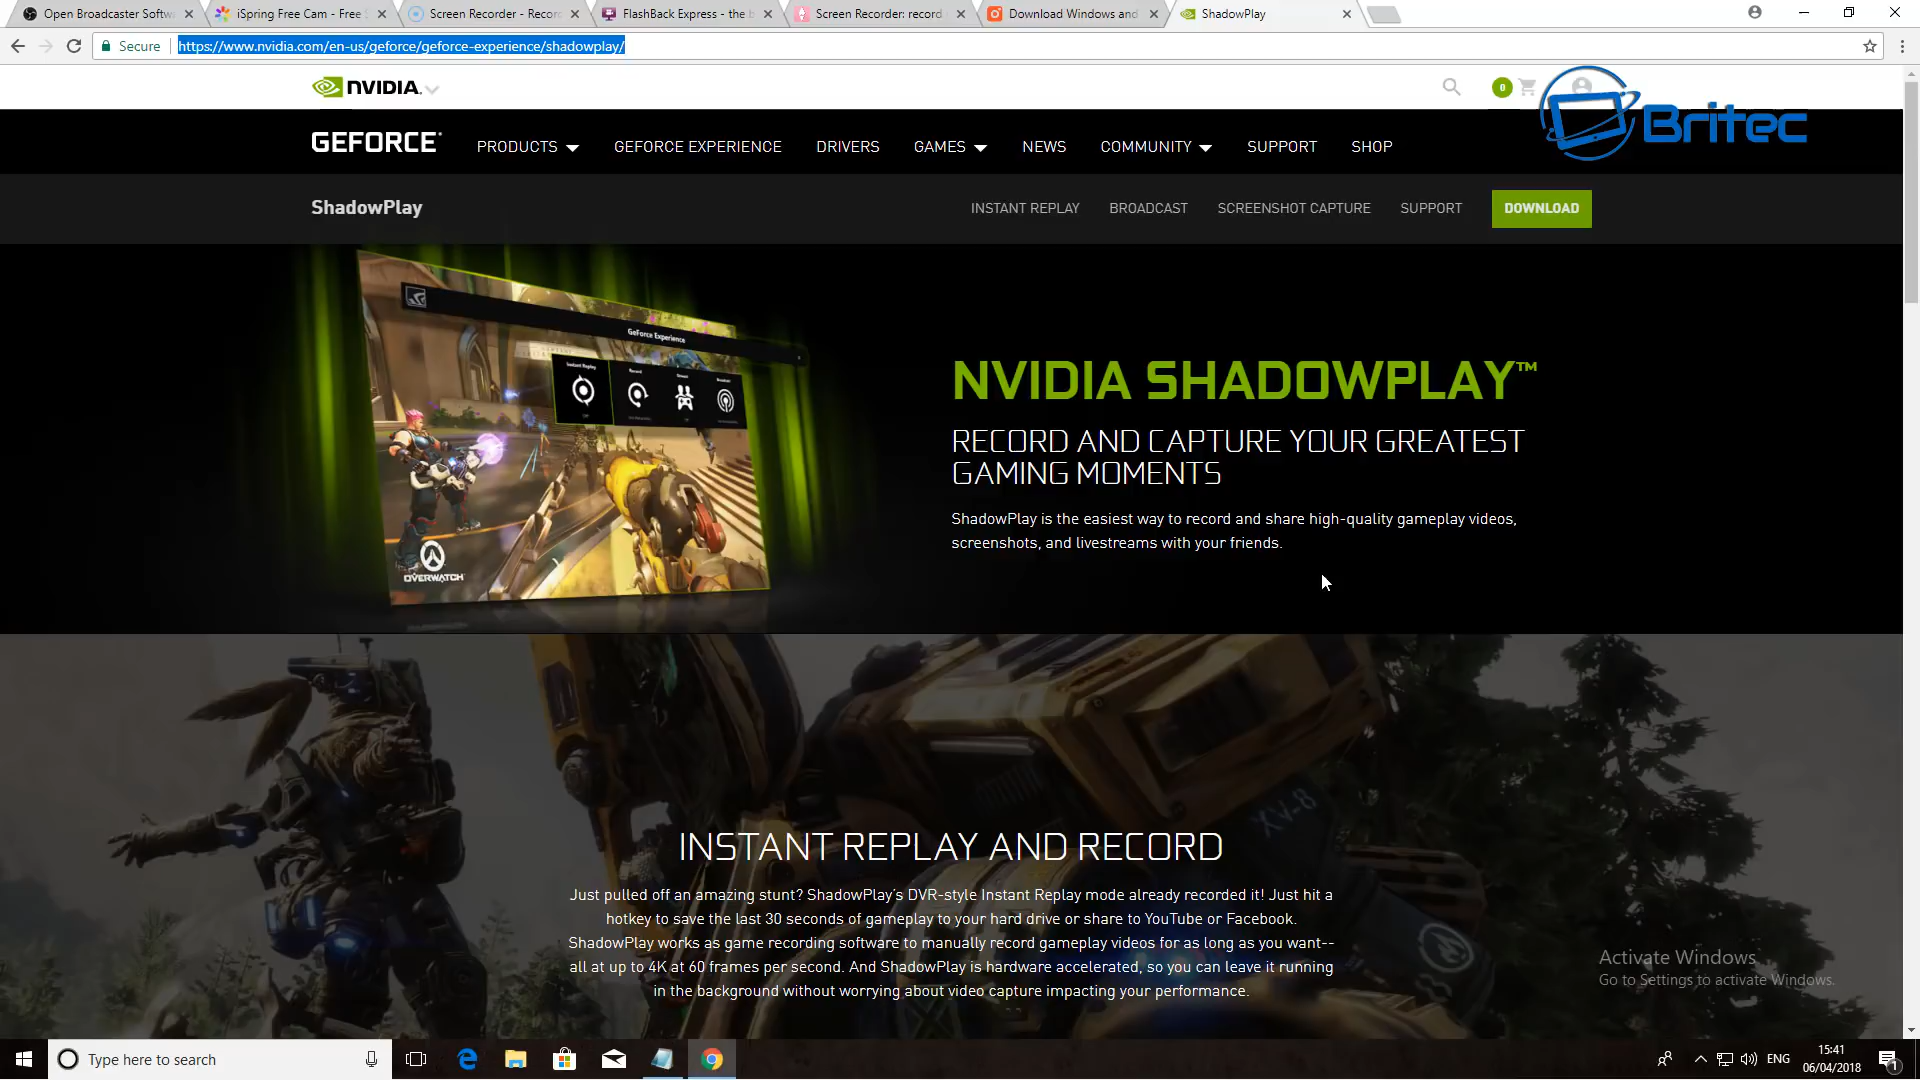 Open Broadcaster Softw
iSpring Free Cam - Free S
Screen Recorder - Recor
FlashBack Express - the b
Screen Recorder: record
Download Windows and
ShadowPlay
Secure
https://www.nvidia.com/en-us/geforce/geforce-experience/shadowplay/
NVIDIA.
0
Britec
GEFORCE
PRODUCTS
GEFORCE EXPERIENCE
DRIVERS
GAMES
NEWS
COMMUNITY
SUPPORT
SHOP
ShadowPlay
INSTANT REPLAY
BROADCAST
SCREENSHOT CAPTURE
SUPPORT
DOWNLOAD
GeForce Experience
Instant Replay
Record
Broadcast
OVERWATCH
NVIDIA SHADOWPLAY™
RECORD AND CAPTURE YOUR GREATEST
GAMING MOMENTS
ShadowPlay is the easiest way to record and share high-quality gameplay videos,
screenshots, and livestreams with your friends.
INSTANT REPLAY AND RECORD
Just pulled off an amazing stunt? ShadowPlay's DVR-style Instant Replay mode already recorded it! Just hit a
hotkey to save the last 30 seconds of gameplay to your hard drive or share to YouTube or Facebook.
ShadowPlay works as game recording software to manually record gameplay videos for as long as you want--
all at up to 4K at 60 frames per second. And ShadowPlay is hardware accelerated, so you can leave it running
in the background without worrying about video capture impacting your performance.
Activate Windows
Go to Settings to activate Windows.
Type here to search
ENG
15:41
06/04/2018
1